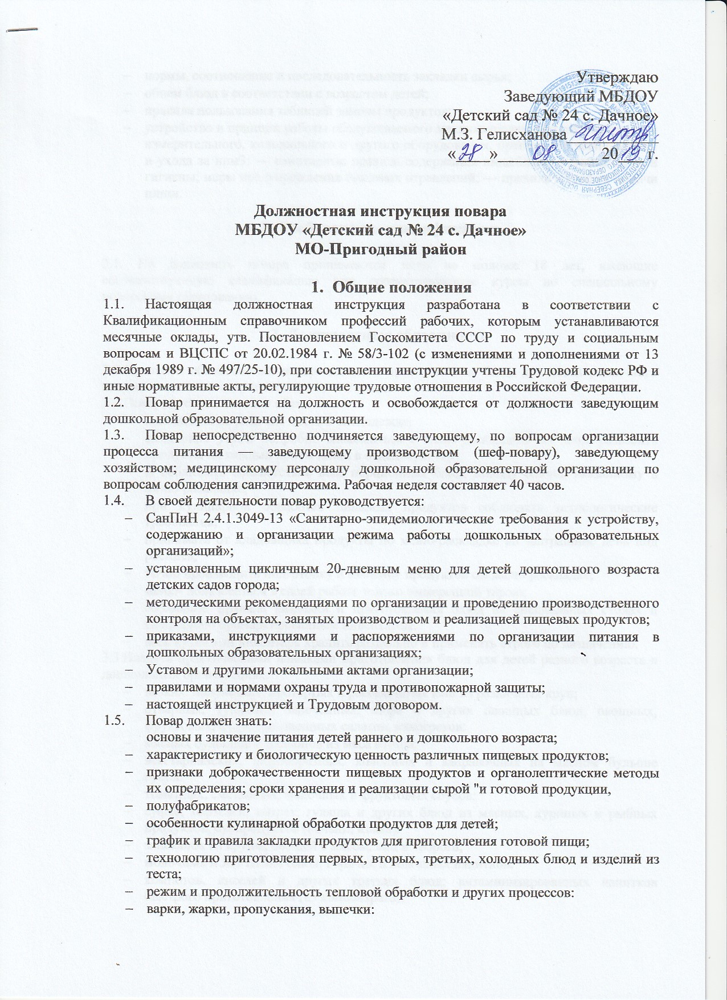 Утверждаю
Заведующий МБДОУ
«Детский сад № 24 с. Дачное»
М.З. Гелисханова
«28» 08 2019 г.
Должностная инструкция повара
МБДОУ «Детский сад № 24 с. Дачное»
МО-Пригодный район
1. Общие положения
1.1. Настоящая должностная инструкция разработана в соответствии с
Квалификационным справочником профессий рабочих, которым устанавливаются
месячные оклады, утв. Постановлением Госкомитета СССР по труду и социальным
вопросам и ВЦСПС от 20.02.1984 г. № 58/3-102 (с изменениями и дополнениями от 13
декабря 1989 г. № 497/25-10), при составлении инструкции учтены Трудовой кодекс РФ и
иные нормативные акты, регулирующие трудовые отношения в Российской Федерации.
1.2. Повар принимается на должность и освобождается от должности заведующим
дошкольной образовательной организации.
1.3. Повар непосредственно подчиняется заведующему, по вопросам организации
процесса питания — заведующему производством (шеф-повару), заведующему
хозяйством; медицинскому персоналу дошкольной образовательной организации по
вопросам соблюдения санэпидрежима. Рабочая неделя составляет 40 часов.
1.4. В своей деятельности повар руководствуется:
– СанПиН 2.4.1.3049-13 «Санитарно-эпидемиологические требования к устройству,
содержанию и организации режима работы дошкольных образовательных
организаций»;
– установленным цикличным 20-дневным меню для детей дошкольного возраста
детских садов города;
– методическими рекомендациями по организации и проведению производственного
контроля на объектах, занятых производством и реализацией пищевых продуктов;
– приказами, инструкциями и распоряжениями по организации питания в
дошкольных образовательных организациях;
– Уставом и другими локальными актами организации;
– правилами и нормами охраны труда и противопожарной защиты;
– настоящей инструкцией и Трудовым договором.
1.5. Повар должен знать:
основы и значение питания детей раннего и дошкольного возраста;
– характеристику и биологическую ценность различных пищевых продуктов;
– признаки доброкачественности пищевых продуктов и органолептические методы
их определения; сроки хранения и реализации сырой "и готовой продукции,
– полуфабрикатов;
– особенности кулинарной обработки продуктов для детей;
– график и правила закладки продуктов для приготовления готовой пищи;
– технологию приготовления первых, вторых, третьих, холодных блюд и изделий из
теста;
– режим и продолжительность тепловой обработки и других процессов:
– варки, жарки, пропускания, выпечки: